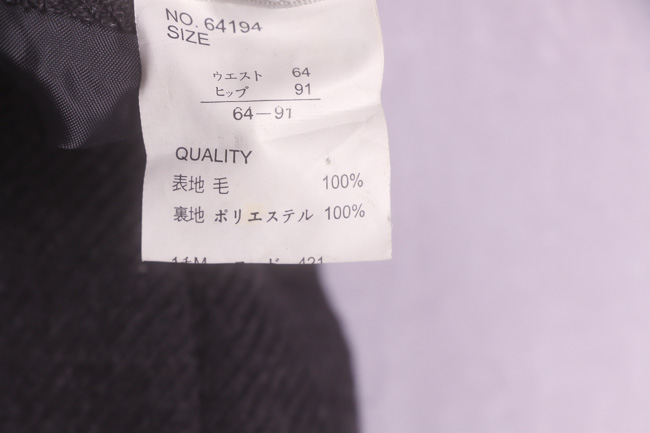 NO. 64194
SIZE
ウエスト 64
ヒップ 91
64-91
QUALITY
表地 毛 100%
裏地 ポリエステル 100%
421